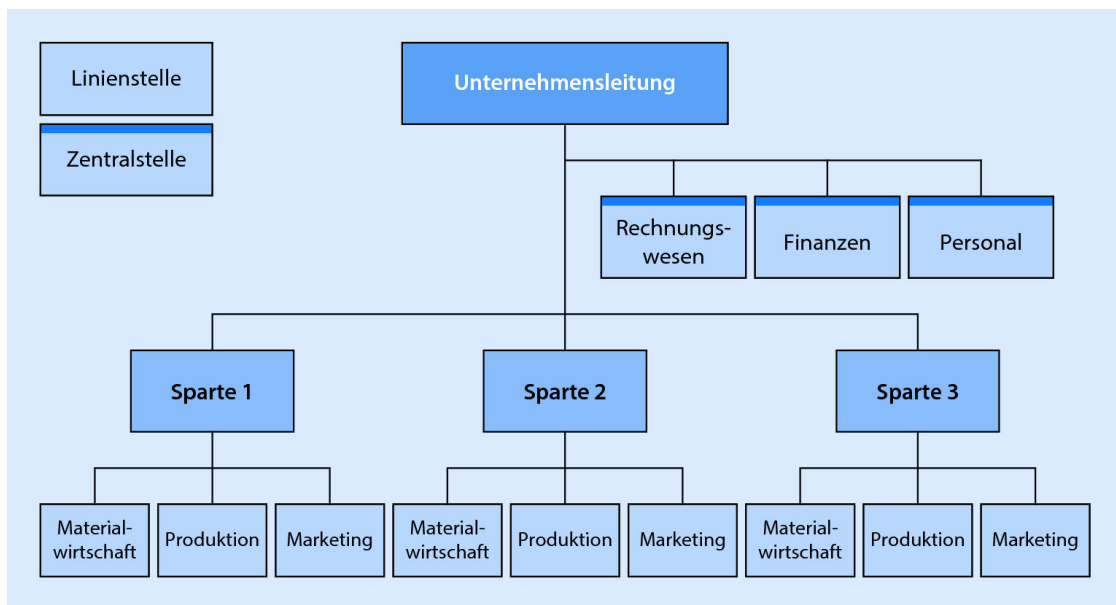 Linienstelle
Zentralstelle
Unternehmensleitung
Rechnungs-
wesen
Finanzen
Personal
Sparte 1
Sparte 2
Sparte 3
Material-
wirtschaft
Produktion
Marketing
Material-
wirtschaft
Produktion
Marketing
Material-
wirtschaft
Produktion
Marketing